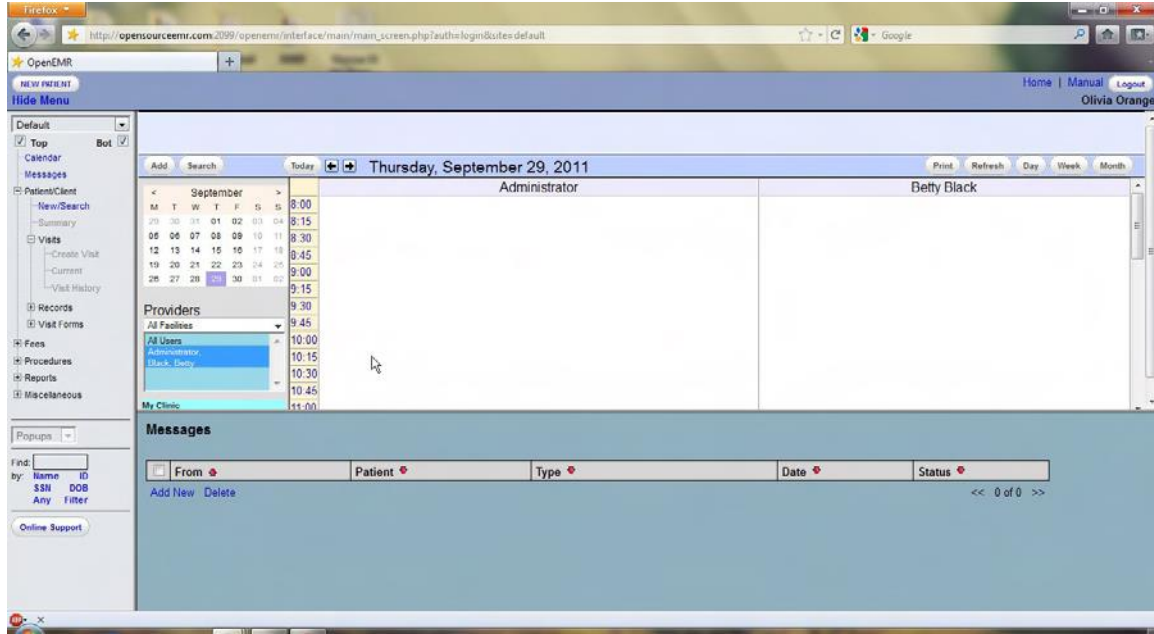 Firefox
http://opensourceemr.com:2099/openemr/interface/main/main_screen.php?auth=login&site=default
Google
OpenEMR
+
NEW PATIENT
Home | Manual Logout
Hide Menu
Olivia Orange
Default
Top Bot
Calendar
Messages
Patient/Client
New/Search
Summary
Visits
Create Visit
Current
Visit History
Records
Visit Forms
Fees
Procedures
Reports
Miscellaneous
Popups
Find:
by: Name ID
SSN DOB
Any Filter
Online Support
Add Search Today Thursday, September 29, 2011 Print Refresh Day Week Month
Administrator Betty Black
< September >
M T W T F S S
29 30 31 01 02 03 04
05 06 07 08 09 10 11
12 13 14 15 16 17 18
19 20 21 22 23 24 25
26 27 28 29 30 01 02
Providers
All Facilities
All Users
Administrator,
Black, Betty
My Clinic
8:00
8:15
8:30
8:45
9:00
9:15
9:30
9:45
10:00
10:15
10:30
10:45
11:00
Messages
From Patient Type Date Status
Add New Delete << 0 of 0 >>